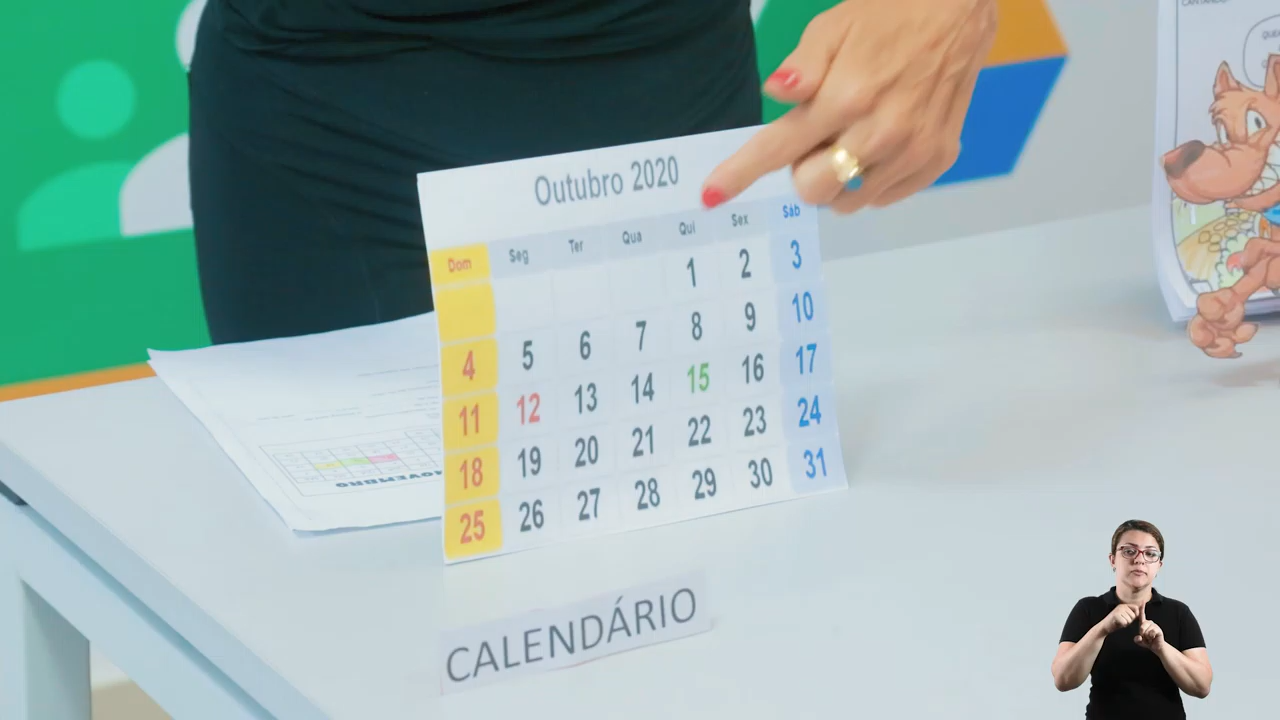 CANTANDO.
Outubro 2020
Dom Seg Ter Qua Qui Sex Sáb
1 2 3
4 5 6 7 8 9 10
11 12 13 14 15 16 17
18 19 20 21 22 23 24
25 26 27 28 29 30 31
NOVEMBRO
CALENDÁRIO